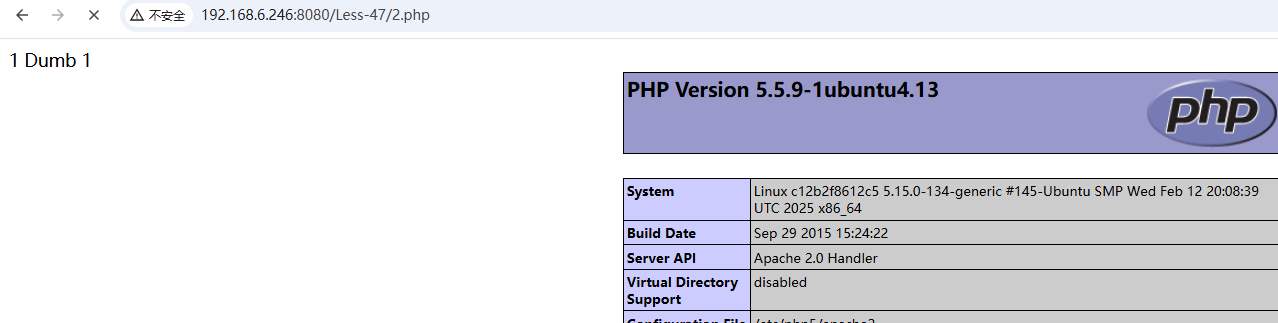 不安全 192.168.6.246:8080/Less-47/2.php
1 Dumb 1
PHP Version 5.5.9-1ubuntu4.13
php
System Linux c12b2f8612c5 5.15.0-134-generic #145-Ubuntu SMP Wed Feb 12 20:08:39
UTC 2025 x86_64
Build Date Sep 29 2015 15:24:22
Server API Apache 2.0 Handler
Virtual Directory disabled
Support
Configuration File /etc/php5/apache2